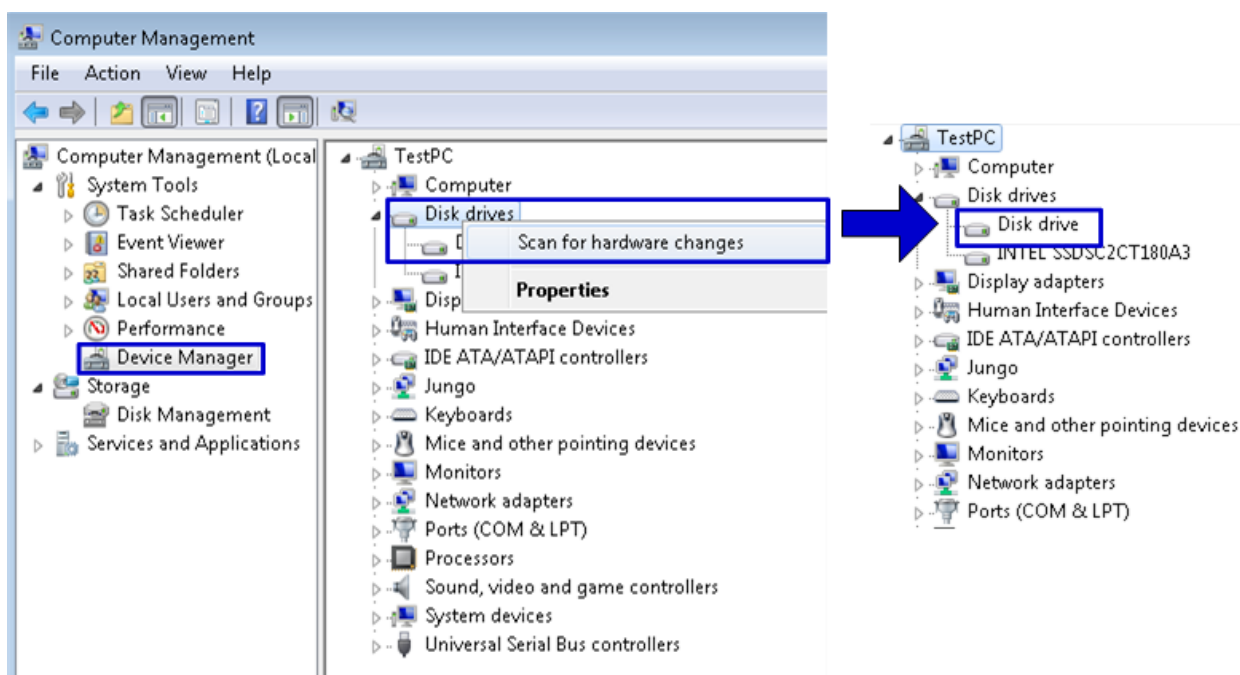 Computer Management
File Action View Help
Computer Management (Local
System Tools
Task Scheduler
Event Viewer
Shared Folders
Local Users and Groups
Performance
Device Manager
Storage
Disk Management
Services and Applications
TestPC
Computer
Disk drives
Scan for hardware changes
Properties
Disp
Human Interface Devices
IDE ATA/ATAPI controllers
Jungo
Keyboards
Mice and other pointing devices
Monitors
Network adapters
Ports (COM & LPT)
Processors
Sound, video and game controllers
System devices
Universal Serial Bus controllers
TestPC
Computer
Disk drives
Disk drive
INTEL SSDSC2CT180A3
Display adapters
Human Interface Devices
IDE ATA/ATAPI controllers
Jungo
Keyboards
Mice and other pointing devices
Monitors
Network adapters
Ports (COM & LPT)